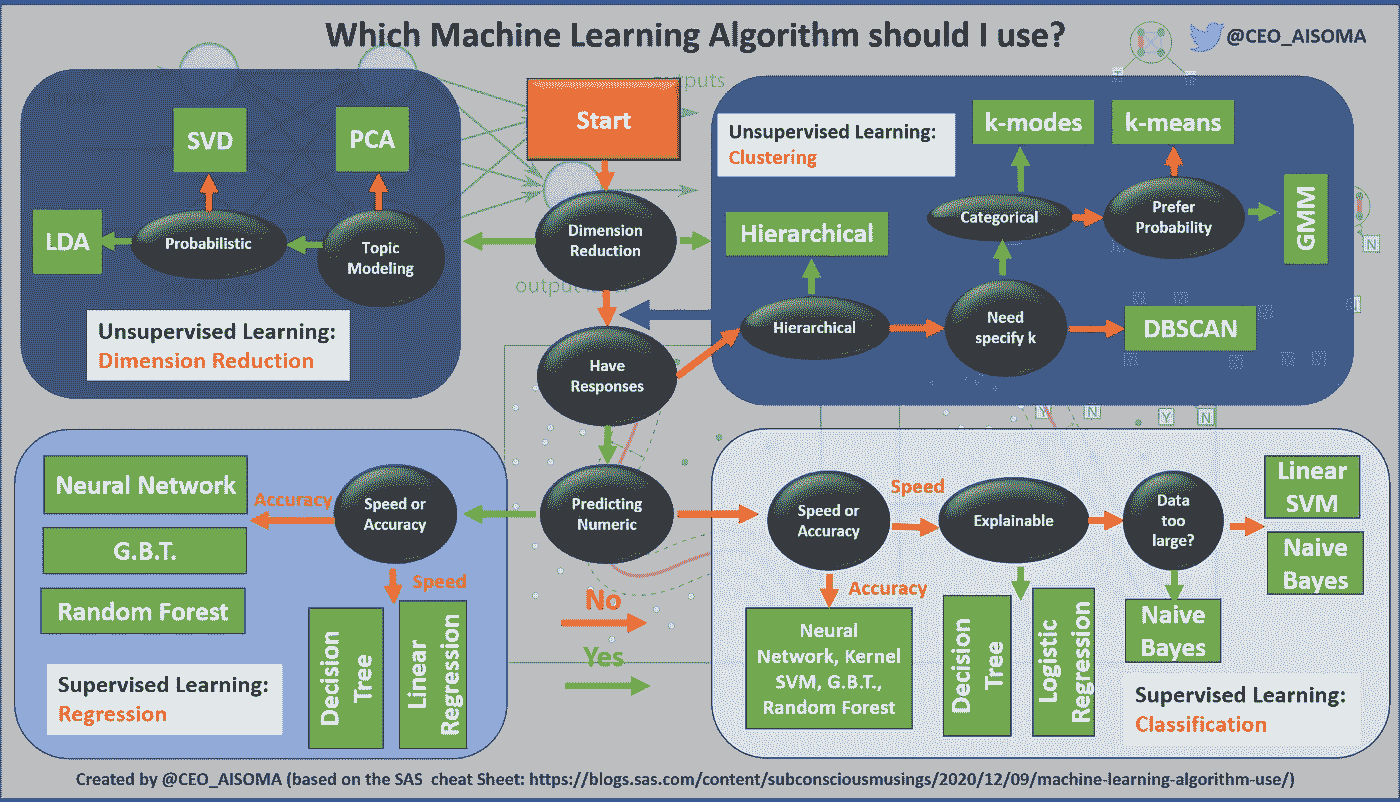 Which Machine Learning Algorithm should I use?
@CEO_AISOMA
outputs
Start
SVD
PCA
LDA
Probabilistic
Topic
Modeling
Unsupervised Learning:
Dimension Reduction
Dimension
Reduction
Have
Responses
Predicting
Numeric
No
Yes
Unsupervised Learning:
Clustering
k-modes
k-means
Categorical
Prefer
Probability
GMM
Hierarchical
Hierarchical
Need
specify k
DBSCAN
N
Y
N
Y
N
Neural Network
G.B.T.
Random Forest
Accuracy
Speed or
Accuracy
Speed
Decision
Tree
Linear
Regression
Supervised Learning:
Regression
Speed or
Accuracy
Speed
Explainable
Data
too
large?
Linear
SVM
Naive
Bayes
Accuracy
Neural
Network, Kernel
SVM, G.B.T.,
Random Forest
Decision
Tree
Logistic
Regression
Naive
Bayes
Supervised Learning:
Classification
Created by @CEO_AISOMA (based on the SAS cheat Sheet: https://blogs.sas.com/content/subconsciousmusings/2020/12/09/machine-learning-algorithm-use/)